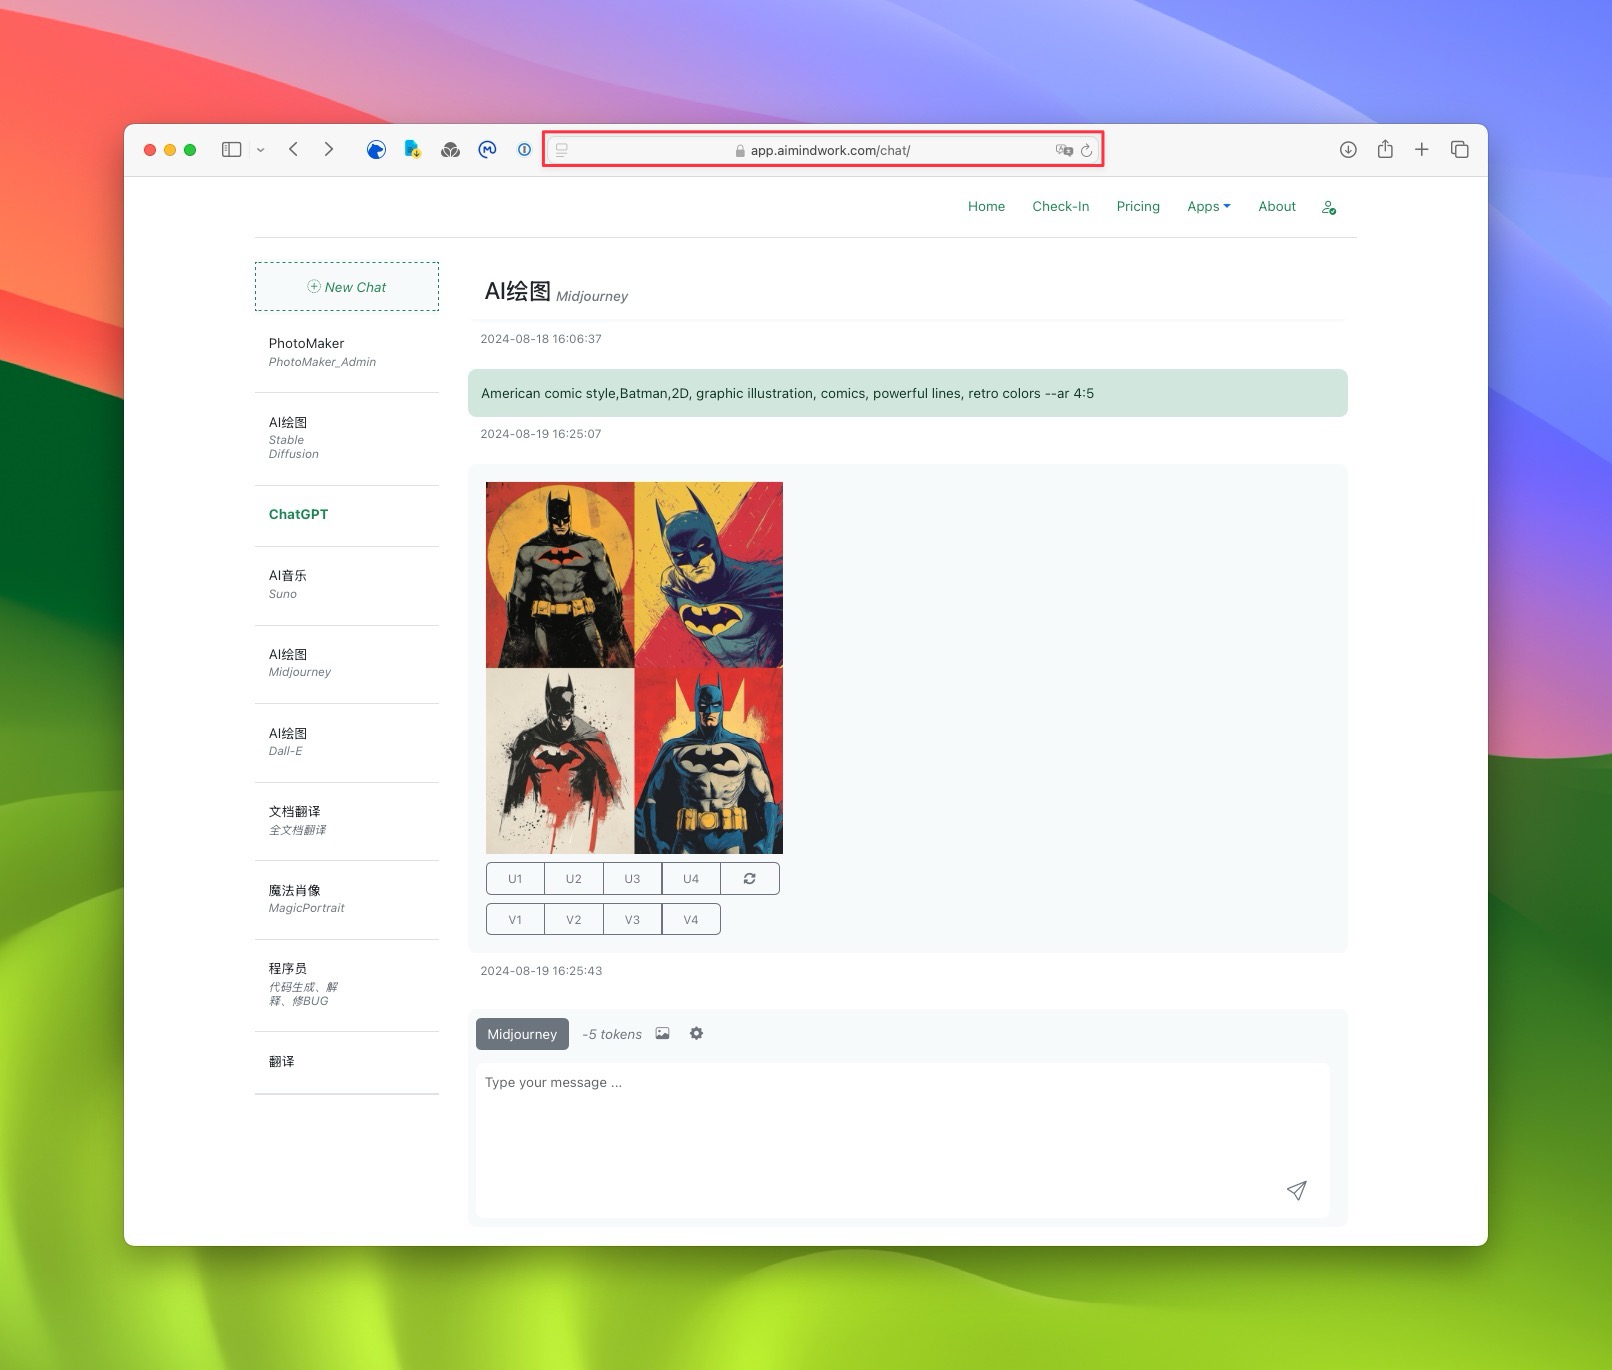 app.aimindwork.com/chat/
Home Check-In Pricing Apps About
New Chat
PhotoMaker
PhotoMaker_Admin
AI绘图
Stable
Diffusion
ChatGPT
AI音乐
Suno
AI绘图
Midjourney
AI绘图
Dall-E
文档翻译
全文档翻译
魔法肖像
MagicPortrait
程序员
代码生成、解
释、修BUG
翻译
AI绘图 Midjourney
2024-08-18 16:06:37
American comic style,Batman,2D, graphic illustration, comics, powerful lines, retro colors --ar 4:5
2024-08-19 16:25:07
U1 U2 U3 U4
V1 V2 V3 V4
2024-08-19 16:25:43
Midjourney -5 tokens
Type your message ...